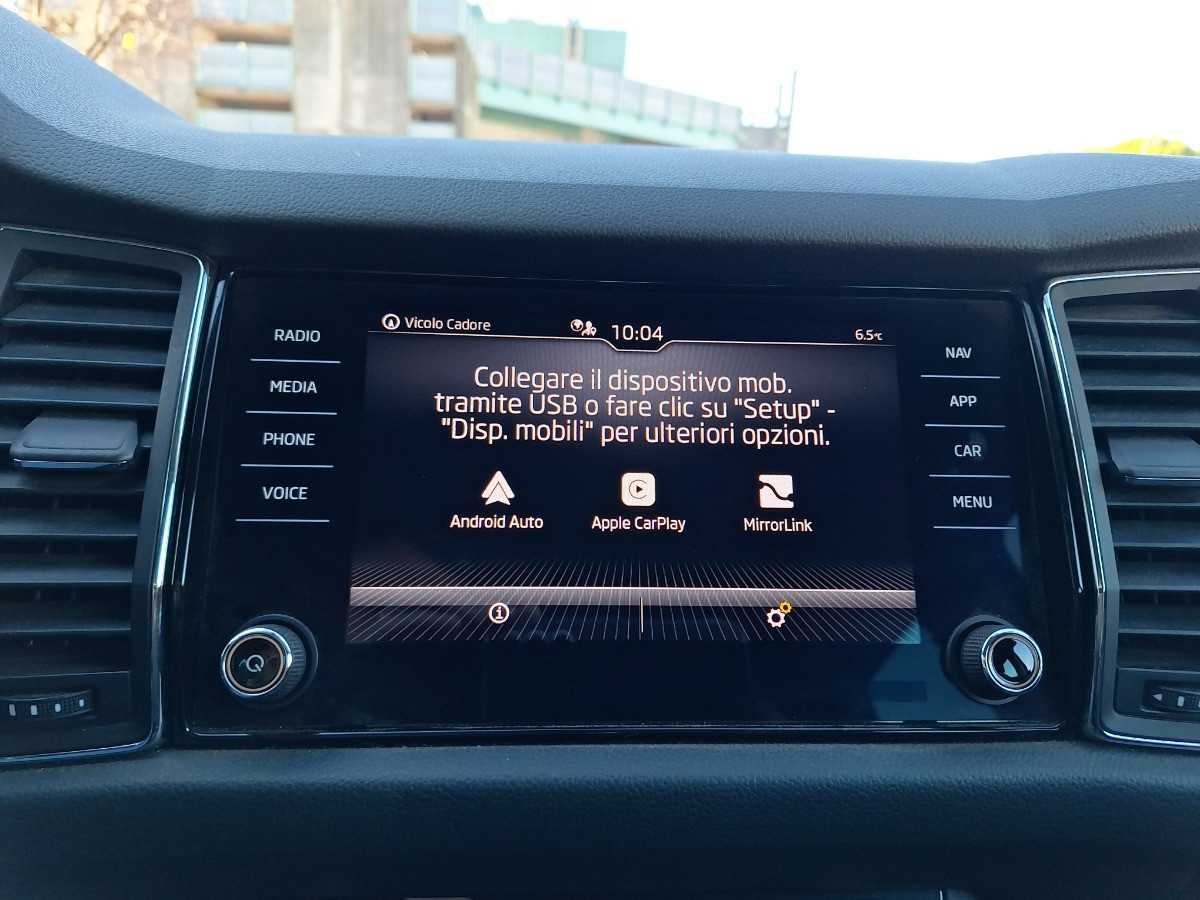 Vicolo Cadore
10:04
6.5°C
RADIO
MEDIA
PHONE
VOICE
Collegare il dispositivo mob.
tramite USB o fare clic su "Setup" -
"Disp. mobili" per ulteriori opzioni.
Android Auto
Apple CarPlay
MirrorLink
NAV
APP
CAR
MENU